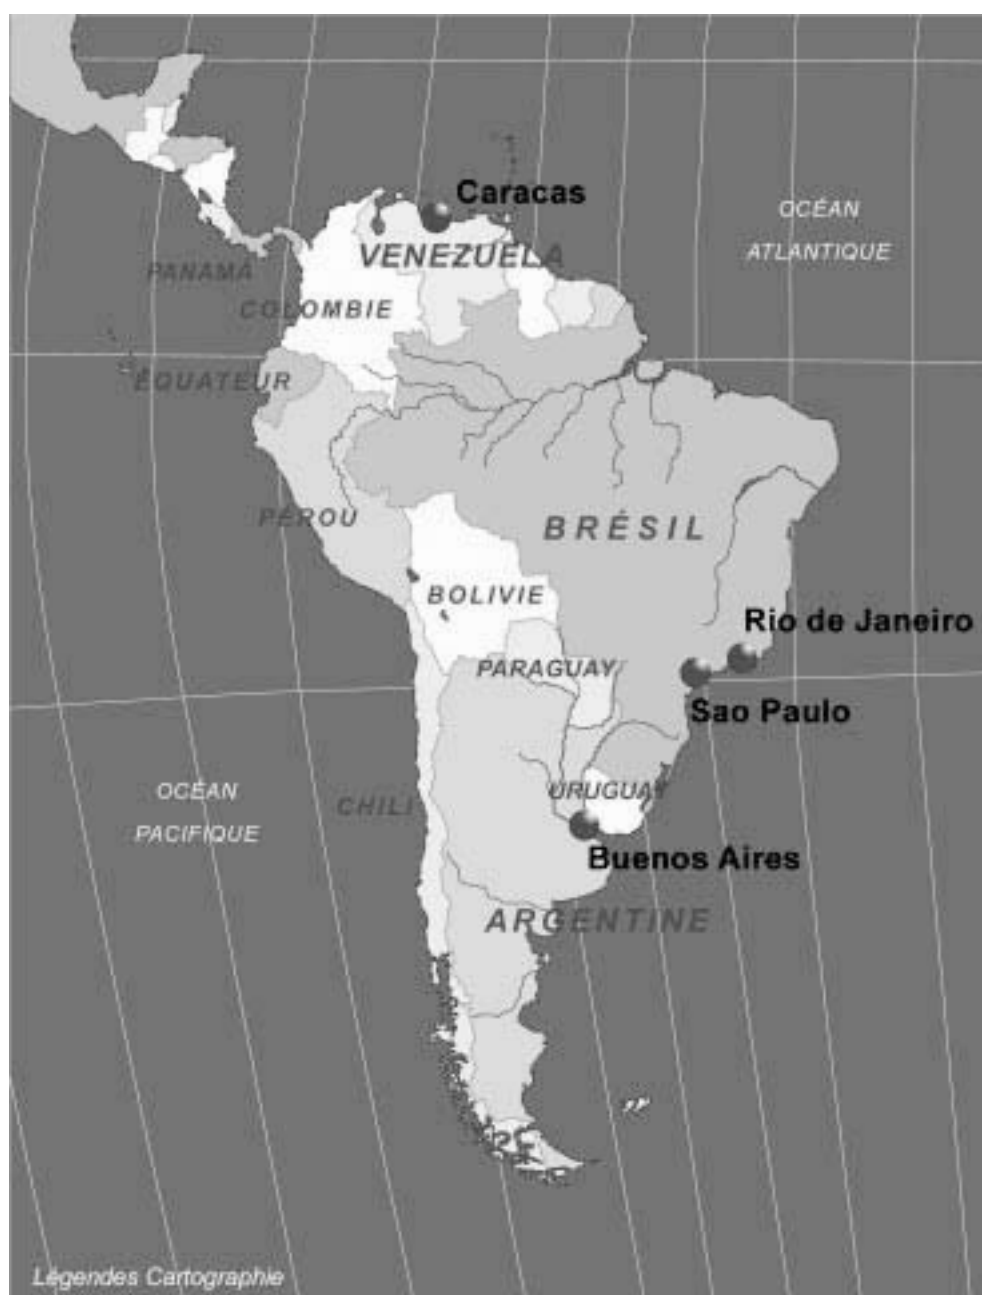 Caracas
OCÉAN
ATLANTIQUE
VENEZUELA
PANAMÁ
COLOMBIE
ÉQUATEUR
PÉROU
BRÉSIL
BOLIVIE
Rio de Janeiro
PARAGUAY
Sao Paulo
OCÉAN
PACIFIQUE
CHILI
URUGUAY
Buenos Aires
ARGENTINE
Légendes Cartographie